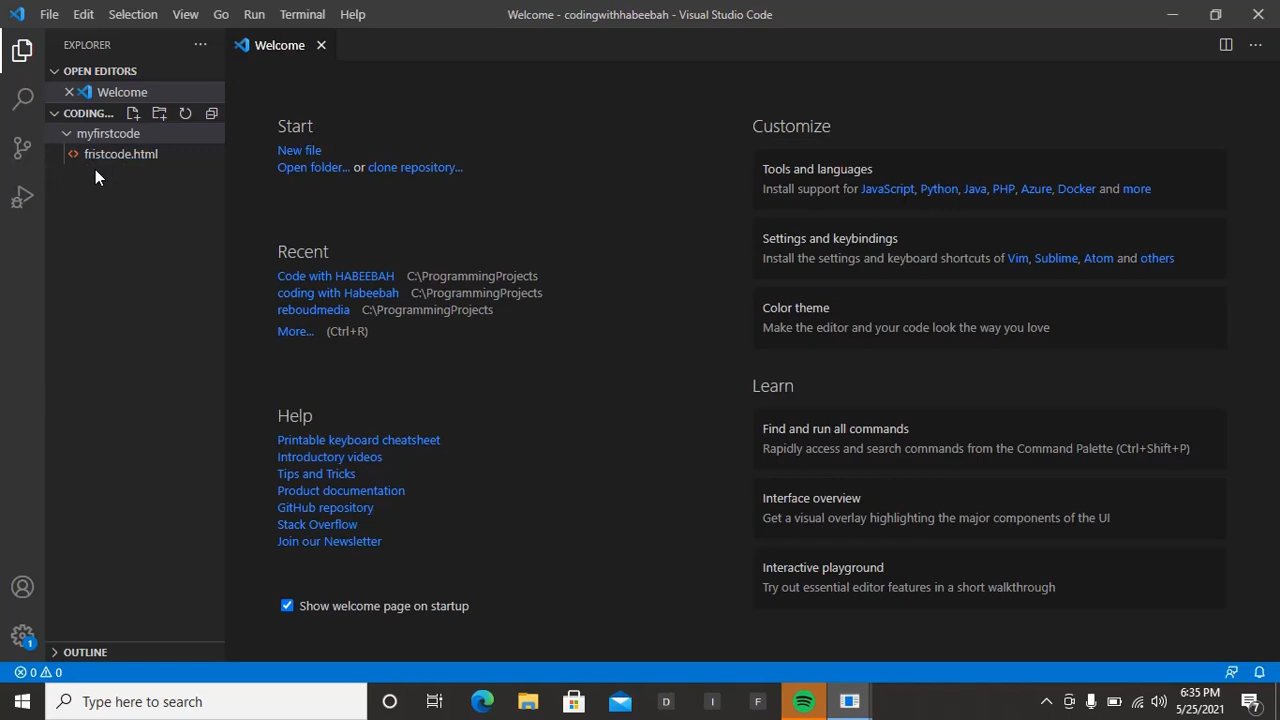 File Edit Selection View Go Run Terminal Help
Welcome - codingwithhabeebah - Visual Studio Code
EXPLORER
Welcome
OPEN EDITORS
Welcome
CODING...
myfirstcode
fristcode.html
Start
New file
Open folder... or clone repository...
Recent
Code with HABEEBAH C:\ProgrammingProjects
coding with Habeebah C:\ProgrammingProjects
reboudmedia C:\ProgrammingProjects
More... (Ctrl+R)
Help
Printable keyboard cheatsheet
Introductory videos
Tips and Tricks
Product documentation
GitHub repository
Stack Overflow
Join our Newsletter
Show welcome page on startup
Customize
Tools and languages
Install support for JavaScript, Python, Java, PHP, Azure, Docker and more
Settings and keybindings
Install the settings and keyboard shortcuts of Vim, Sublime, Atom and others
Color theme
Make the editor and your code look the way you love
Learn
Find and run all commands
Rapidly access and search commands from the Command Palette (Ctrl+Shift+P)
Interface overview
Get a visual overlay highlighting the major components of the UI
Interactive playground
Try out essential editor features in a short walkthrough
1
OUTLINE
0 0
Type here to search
D I F
6:35 PM
5/25/2021
7